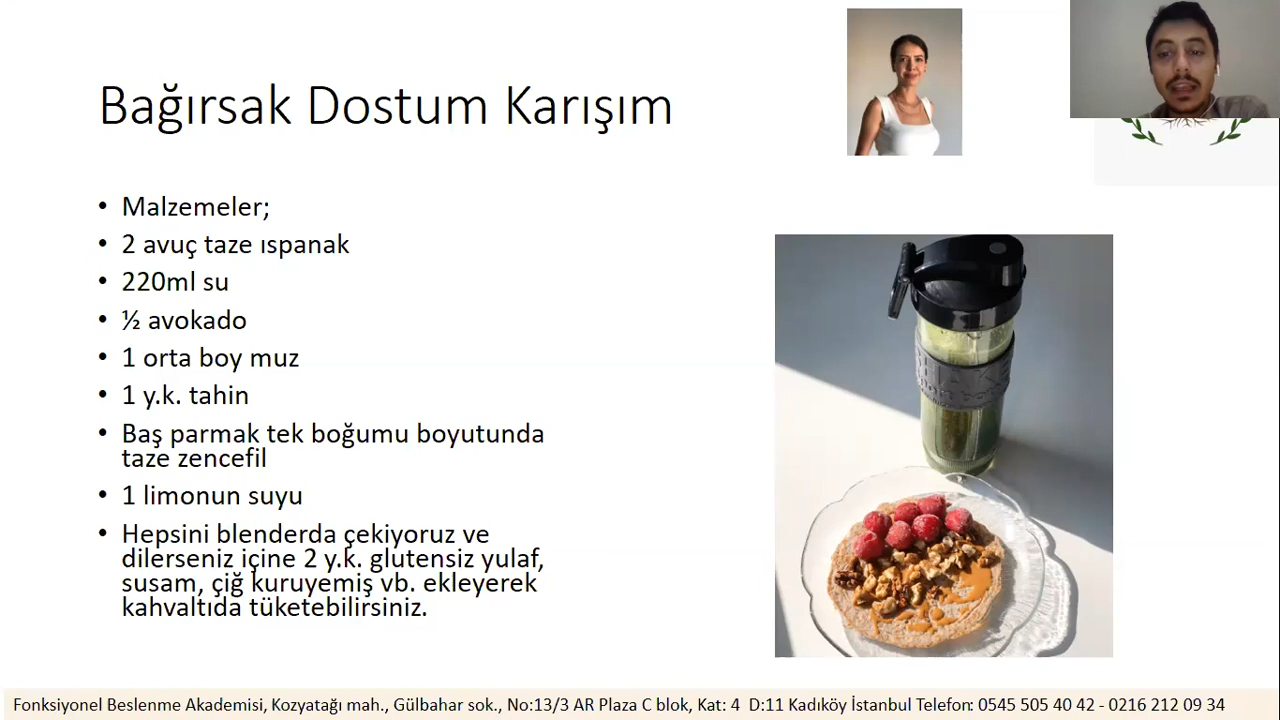 Bağırsak Dostum Karışım
• Malzemeler;
• 2 avuç taze ıspanak
• 220ml su
• ½ avokado
• 1 orta boy muz
• 1 y.k. tahin
• Baş parmak tek boğumu boyutunda
taze zencefil
• 1 limonun suyu
• Hepsini blenderda çekiyoruz ve
dilerseniz içine 2 y.k. glutensiz yulaf,
susam, çiğ kuruyemiş vb. ekleyerek
kahvaltıda tüketebilirsiniz.
Fonksiyonel Beslenme Akademisi, Kozyatağı mah., Gülbahar sok., No:13/3 AR Plaza C blok, Kat: 4 D:11 Kadıköy İstanbul Telefon: 0545 505 40 42 - 0216 212 09 34